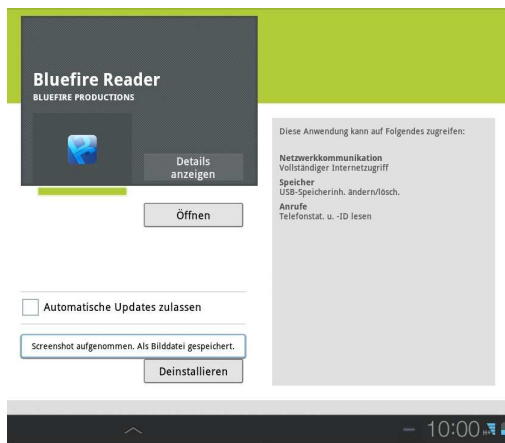 Bluefire Reader
BLUEFIRE PRODUCTIONS
Details
anzeigen
Öffnen
Automatische Updates zulassen
Screenshot aufgenommen. Als Bilddatei gespeichert.
Deinstallieren
Diese Anwendung kann auf Folgendes zugreifen:
Netzwerkkommunikation
Vollständiger Internetzugriff
Speicher
USB-Speicherinh. ändern/lösch.
Anrufe
Telefonstat. u. -ID lesen
10:00